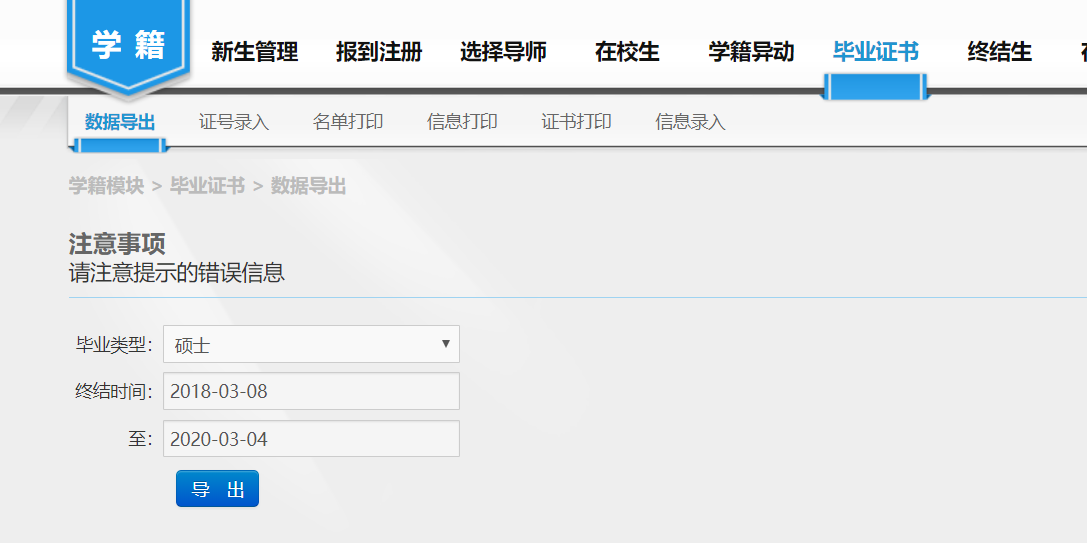 学籍
新生管理 报到注册 选择导师 在校生 学籍异动 毕业证书 终结生
数据导出 证号录入 名单打印 信息打印 证书打印 信息录入
学籍模块 > 毕业证书 > 数据导出
注意事项
请注意提示的错误信息
毕业类型: 硕士
终结时间: 2018-03-08
至: 2020-03-04
导 出